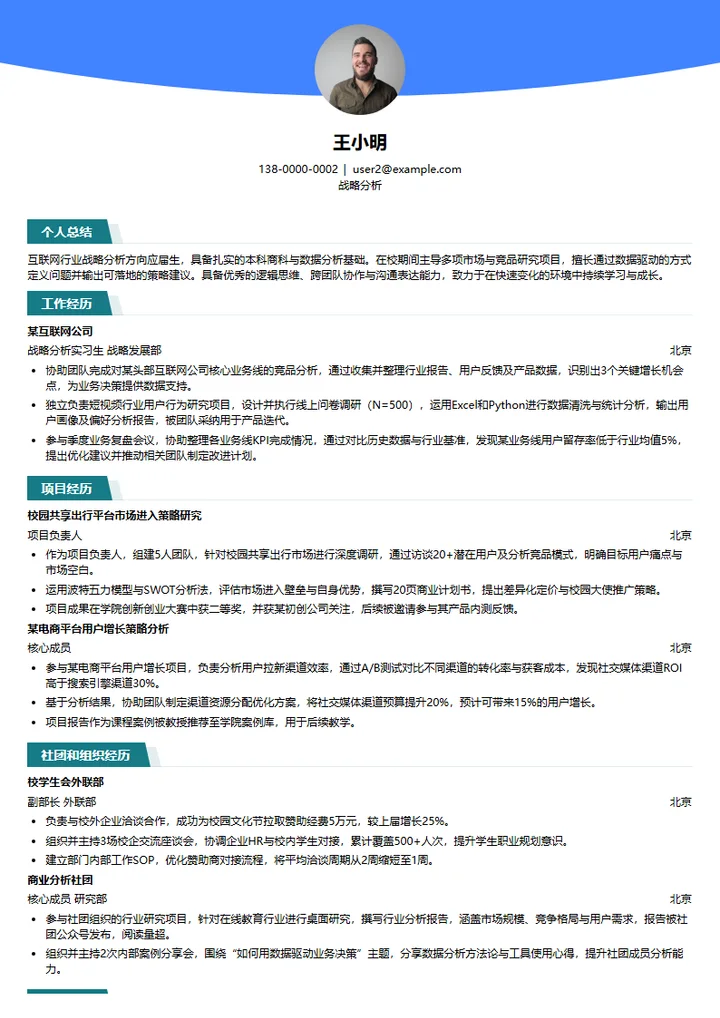 王小明
138-0000-0002 | user2@example.com
战略分析
个人总结
互联网行业战略分析方向应届生，具备扎实的本科商科与数据分析基础。在校期间主导多项市场与竞品研究项目，擅长通过数据驱动的方式
定义问题并输出可落地的策略建议。具备优秀的逻辑思维、跨团队协作与沟通表达能力，致力于在快速变化的环境中持续学习与成长。
工作经历
某互联网公司
战略分析实习生 战略发展部 北京
• 协助团队完成对某头部互联网公司核心业务线的竞品分析，通过收集并整理行业报告、用户反馈及产品数据，识别出3个关键增长机会
点，为业务决策提供数据支持。
• 独立负责短视频行业用户行为研究项目，设计并执行线上问卷调研（N=500），运用Excel和Python进行数据清洗与统计分析，输出用
户画像及偏好分析报告，被团队采纳用于产品迭代。
• 参与季度业务复盘会议，协助整理各业务线KPI完成情况，通过对比历史数据与行业基准，发现某业务线用户留存率低于行业均值5%，
提出优化建议并推动相关团队制定改进计划。
项目经历
校园共享出行平台市场进入策略研究
项目负责人 北京
• 作为项目负责人，组建5人团队，针对校园共享出行市场进行深度调研，通过访谈20+潜在用户及分析竞品模式，明确目标用户痛点与
市场空白。
• 运用波特五力模型与SWOT分析法，评估市场进入壁垒与自身优势，撰写20页商业计划书，提出差异化定价与校园大使推广策略。
• 项目成果在学院创新创业大赛中获二等奖，并获某初创公司关注，后续被邀请参与其产品内测反馈。
某电商平台用户增长策略分析
核心成员 北京
• 参与某电商平台用户增长项目，负责分析用户拉新渠道效率，通过A/B测试对比不同渠道的转化率与获客成本，发现社交媒体渠道ROI
高于搜索引擎渠道30%。
• 基于分析结果，协助团队制定渠道资源分配优化方案，将社交媒体渠道预算提升20%，预计可带来15%的用户增长。
• 项目报告作为课程案例被教授推荐至学院案例库，用于后续教学。
社团和组织经历
校学生会外联部
副部长 外联部 北京
• 负责与校外企业洽谈合作，成功为校园文化节拉取赞助经费5万元，较上届增长25%。
• 组织并主持3场校企交流座谈会，协调企业HR与校内学生对接，累计覆盖500+人次，提升学生职业规划意识。
• 建立部门内部工作SOP，优化赞助商对接流程，将平均洽谈周期从2周缩短至1周。
商业分析社团
核心成员 研究部 北京
• 参与社团组织的行业研究项目，针对在线教育行业进行桌面研究，撰写行业分析报告，涵盖市场规模、竞争格局与用户需求，报告被社
团公众号发布，阅读量超。
• 组织并主持2次内部案例分享会，围绕“如何用数据驱动业务决策”主题，分享数据分析方法论与工具使用心得，提升社团成员分析能
力。